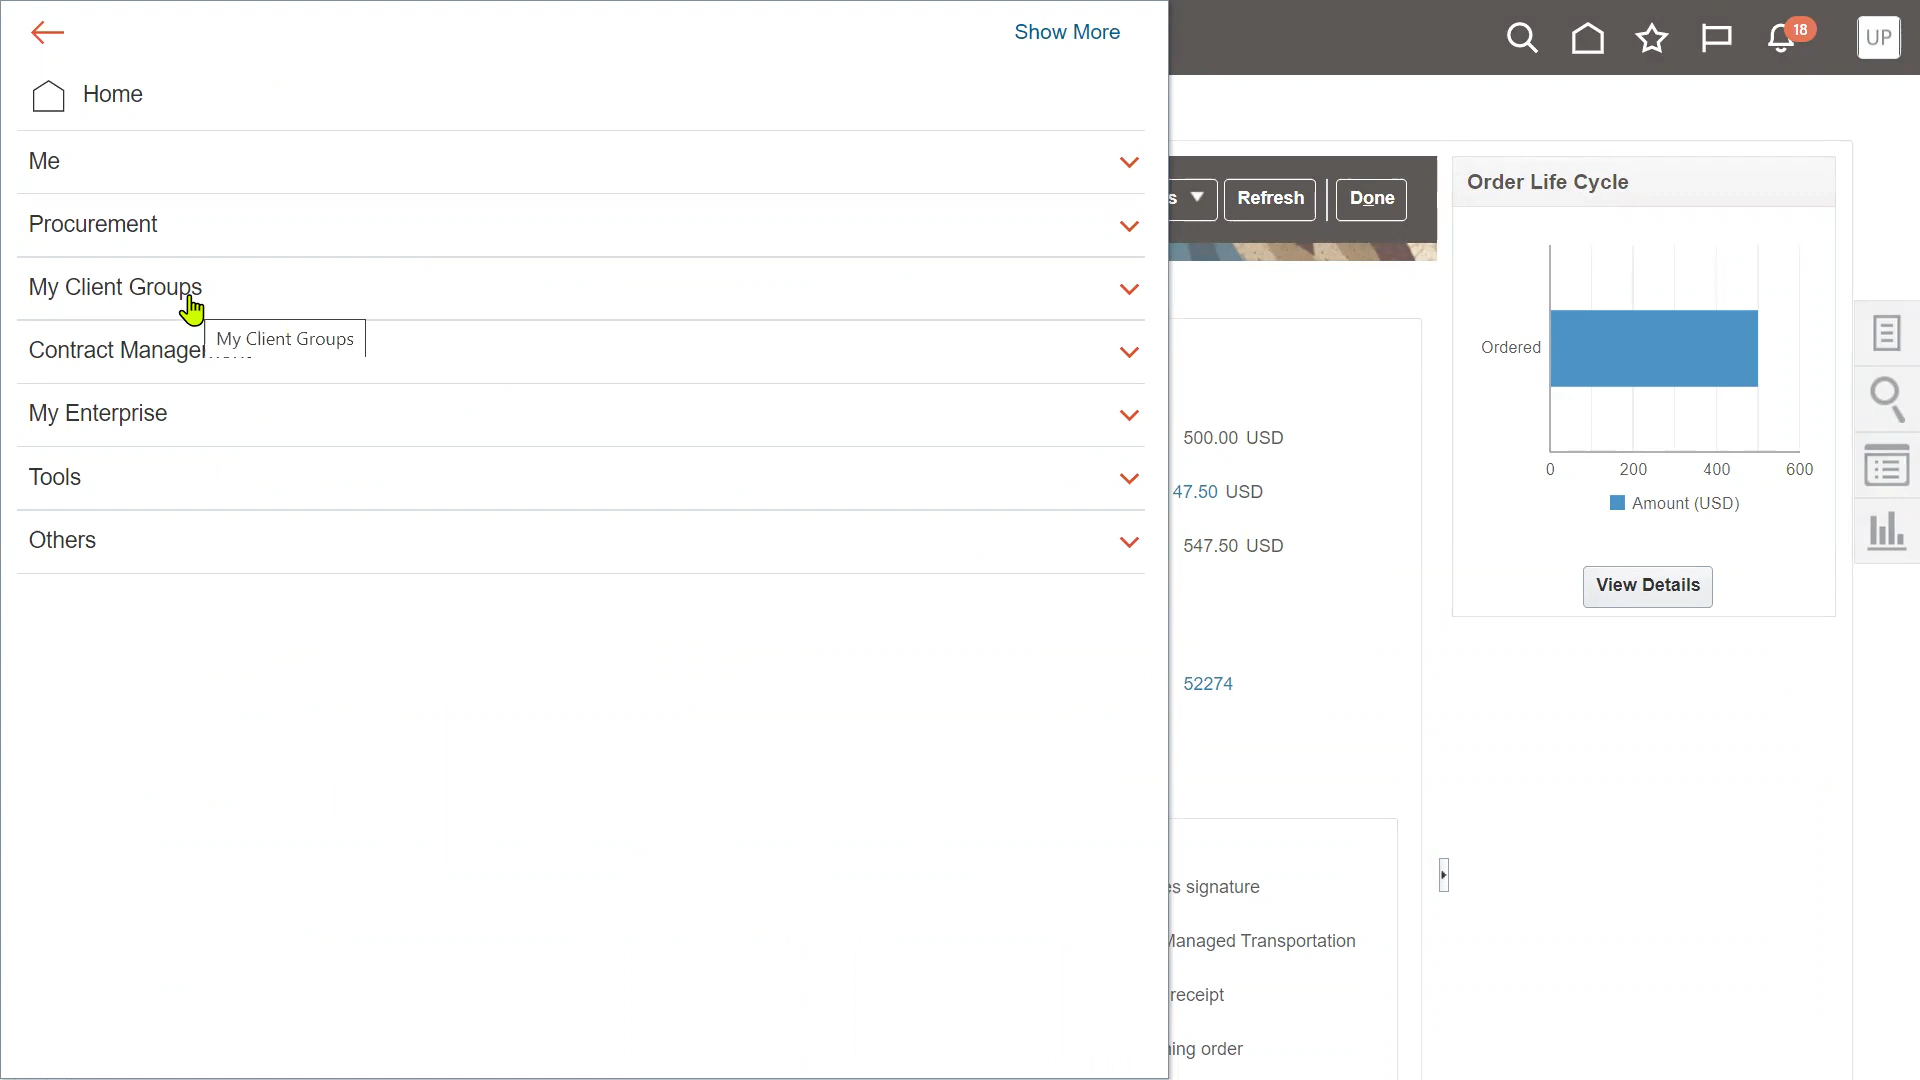 Show More
18
UP
Home
Me
Procurement
My Client Groups
My Client Groups
Contract
My Enterprise
Tools
Others
s Refresh Done
500.00 USD
47.50 USD
547.50 USD
52274
es signature
Managed Transportation
receipt
ing order
Order Life Cycle
Ordered
0 200 400 600
Amount (USD)
View Details